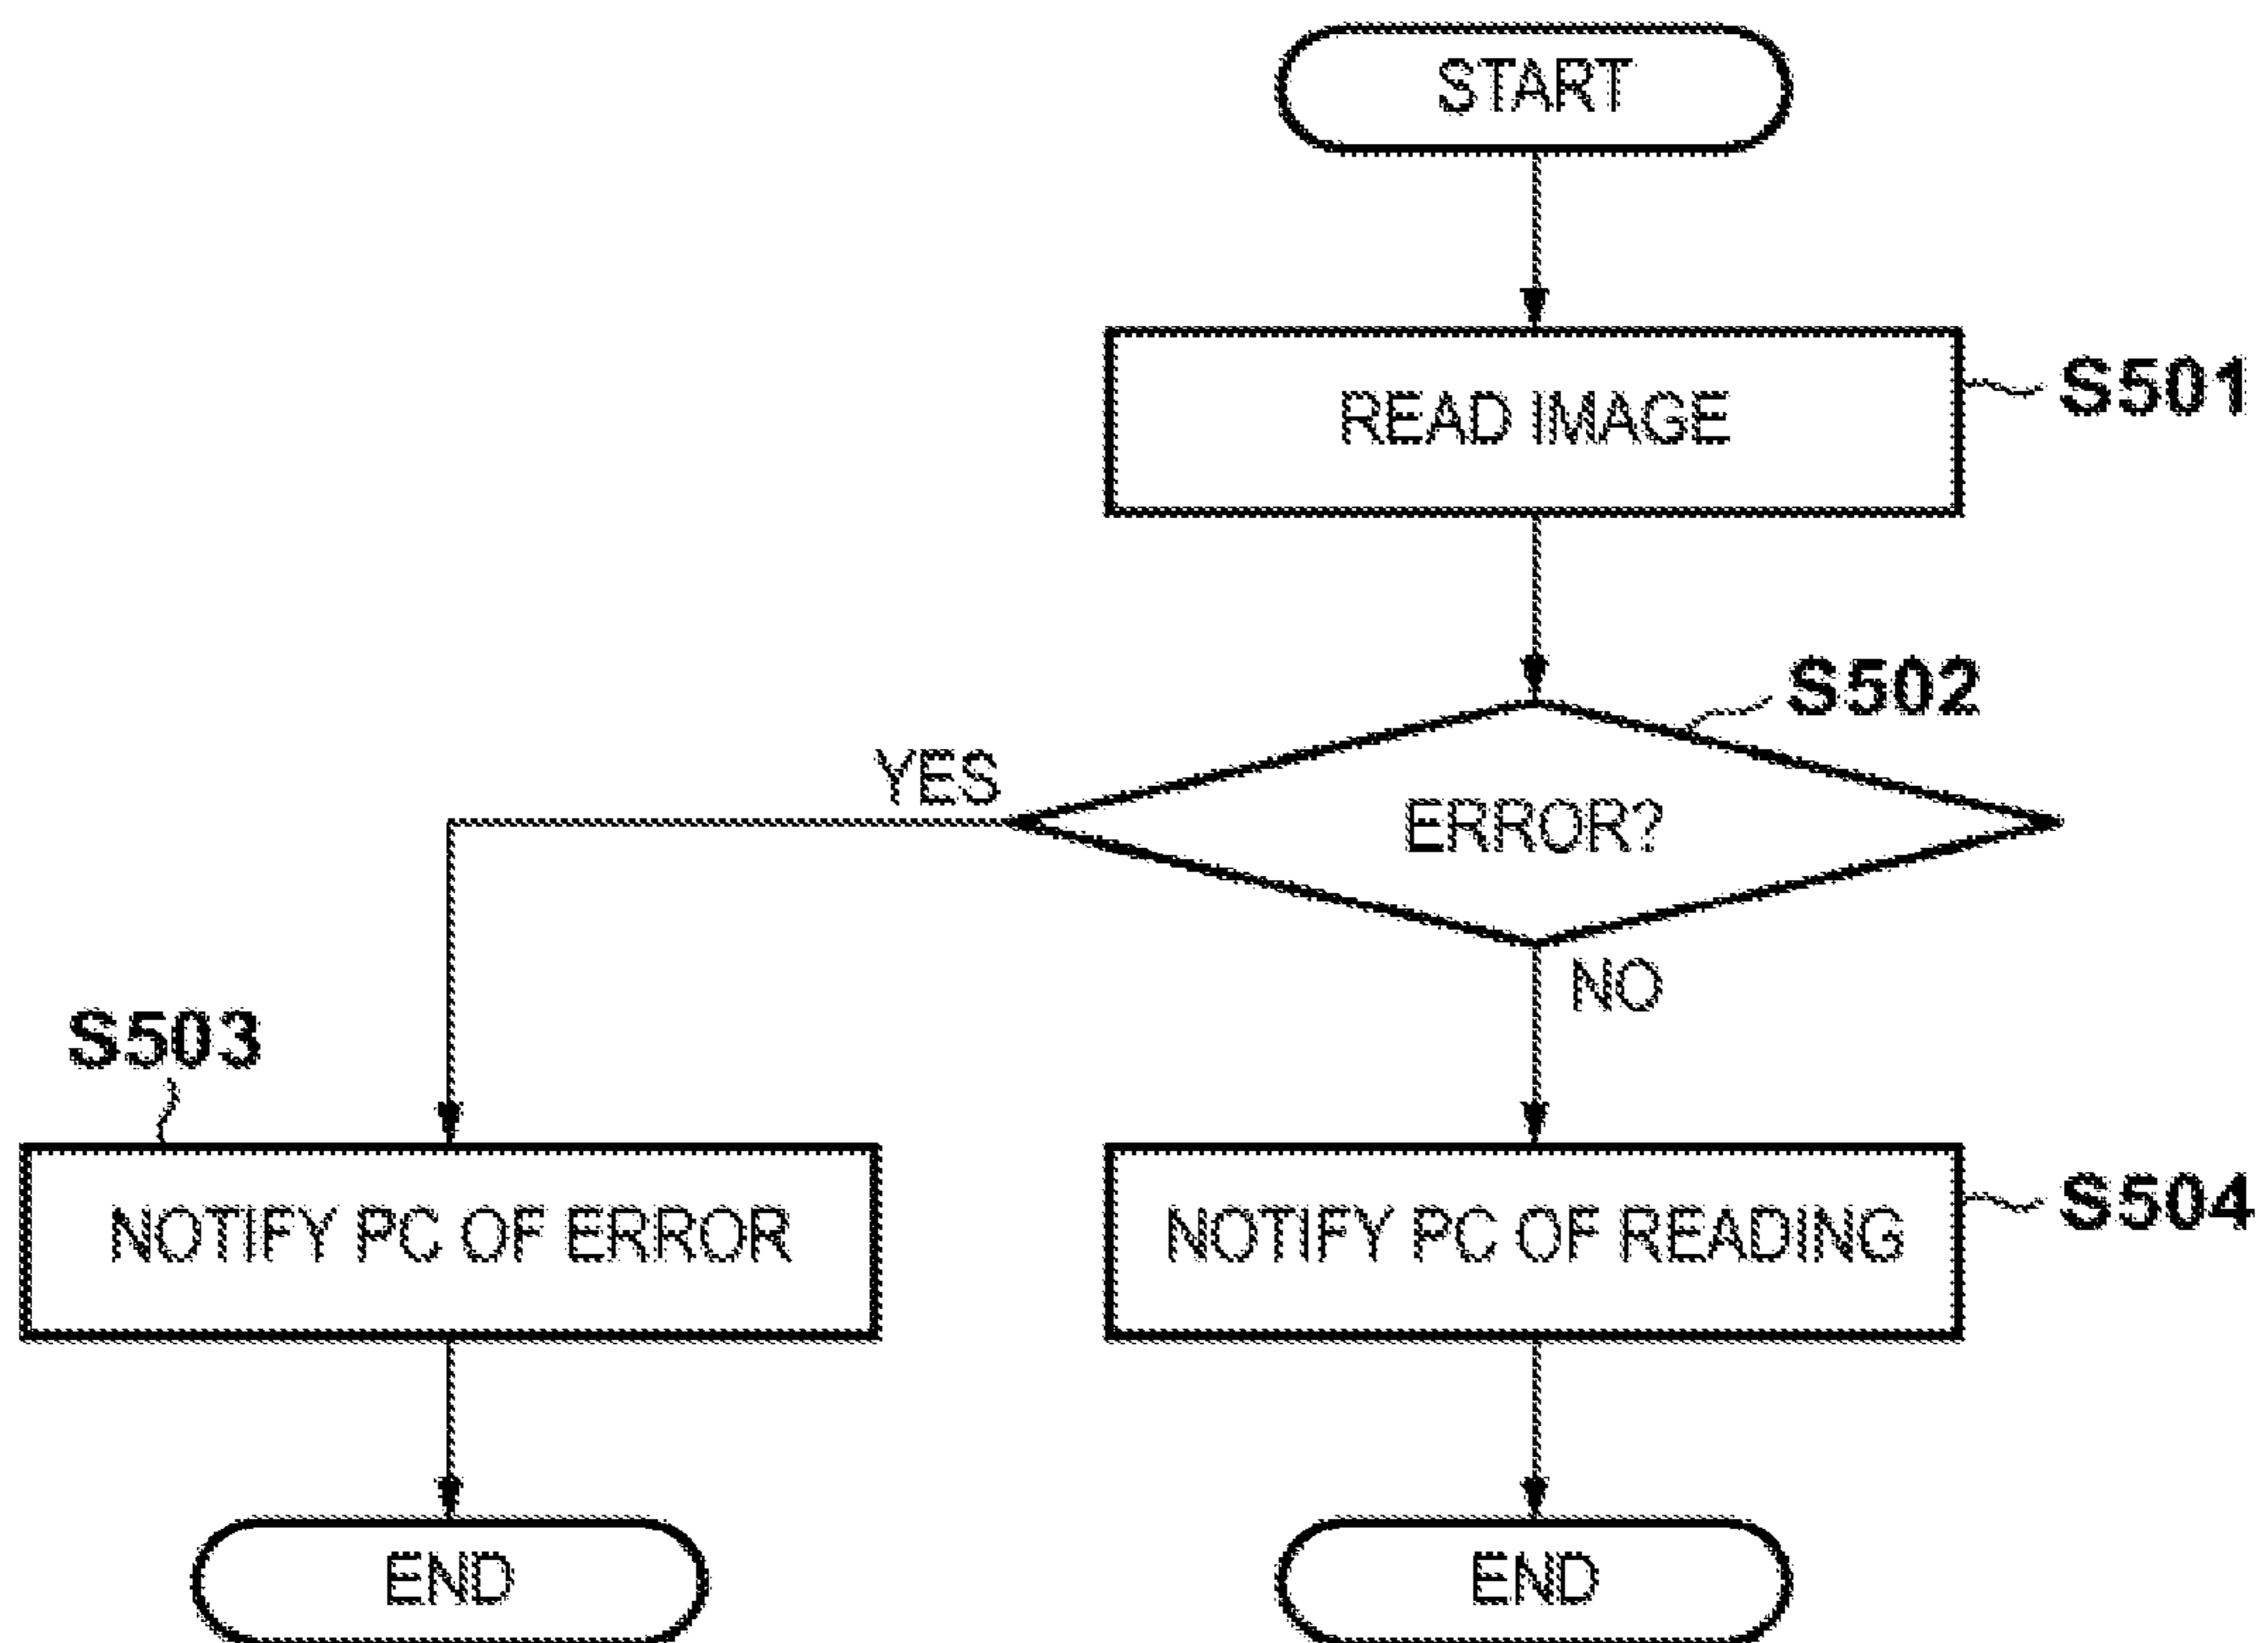 START
READ IMAGE
S501
S502
YES
ERROR?
NO
S503
NOTIFY PC OF ERROR
NOTIFY PC OF READING
S504
END
END